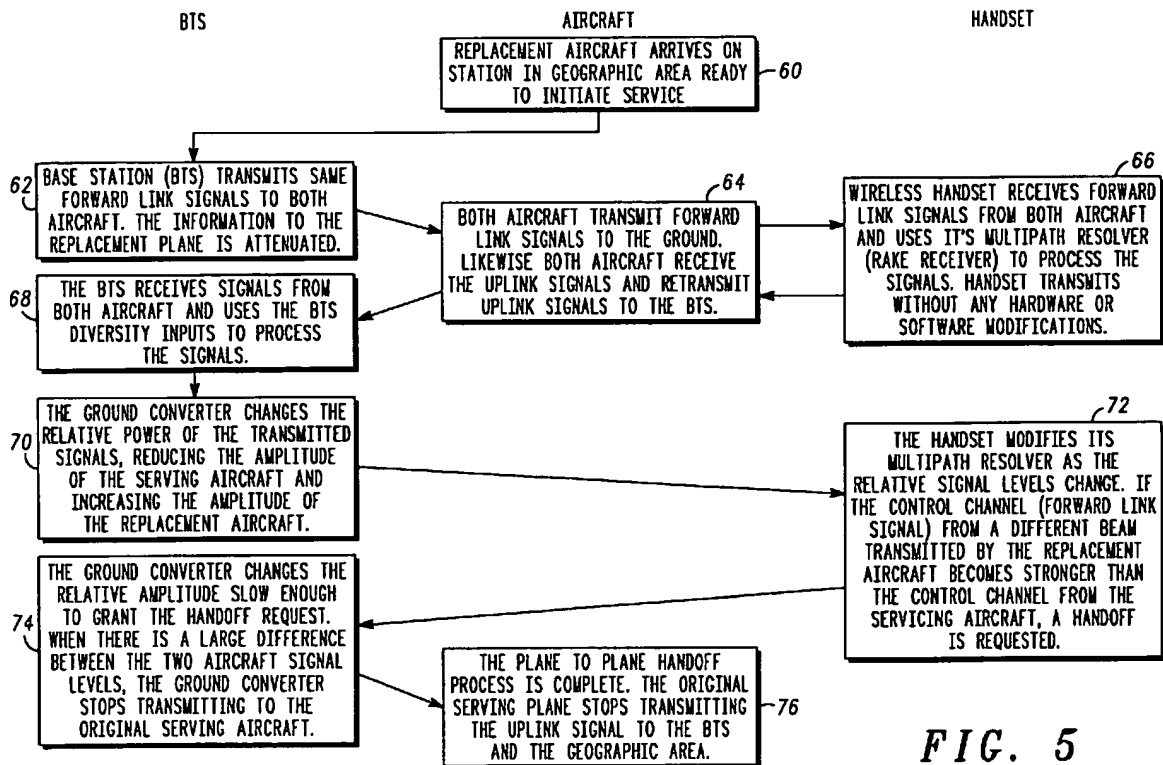 BTS
AIRCRAFT
HANDSET
REPLACEMENT AIRCRAFT ARRIVES ON
STATION IN GEOGRAPHIC AREA READY
TO INITIATE SERVICE
60
62
BASE STATION (BTS) TRANSMITS SAME
FORWARD LINK SIGNALS TO BOTH
AIRCRAFT. THE INFORMATION TO THE
REPLACEMENT PLANE IS ATTENUATED.
64
BOTH AIRCRAFT TRANSMIT FORWARD
LINK SIGNALS TO THE GROUND.
LIKEWISE BOTH AIRCRAFT RECEIVE
THE UPLINK SIGNALS AND RETRANSMIT
UPLINK SIGNALS TO THE BTS.
66
WIRELESS HANDSET RECEIVES FORWARD
LINK SIGNALS FROM BOTH AIRCRAFT
AND USES IT'S MULTIPATH RESOLVER
(RAKE RECEIVER) TO PROCESS THE
SIGNALS. HANDSET TRANSMITS
WITHOUT ANY HARDWARE OR
SOFTWARE MODIFICATIONS.
68
THE BTS RECEIVES SIGNALS FROM
BOTH AIRCRAFT AND USES THE BTS
DIVERSITY INPUTS TO PROCESS
THE SIGNALS.
70
THE GROUND CONVERTER CHANGES THE
RELATIVE POWER OF THE TRANSMITTED
SIGNALS, REDUCING THE AMPLITUDE
OF THE SERVING AIRCRAFT AND
INCREASING THE AMPLITUDE OF
THE REPLACEMENT AIRCRAFT.
72
THE HANDSET MODIFIES ITS
MULTIPATH RESOLVER AS THE
RELATIVE SIGNAL LEVELS CHANGE. IF
THE CONTROL CHANNEL (FORWARD LINK
SIGNAL) FROM A DIFFERENT BEAM
TRANSMITTED BY THE REPLACEMENT
AIRCRAFT BECOMES STRONGER THAN
THE CONTROL CHANNEL FROM THE
SERVICING AIRCRAFT, A HANDOFF
IS REQUESTED.
74
THE GROUND CONVERTER CHANGES THE
RELATIVE AMPLITUDE SLOW ENOUGH
TO GRANT THE HANDOFF REQUEST.
WHEN THERE IS A LARGE DIFFERENCE
BETWEEN THE TWO AIRCRAFT SIGNAL
LEVELS, THE GROUND CONVERTER
STOPS TRANSMITTING TO THE
ORIGINAL SERVING AIRCRAFT.
THE PLANE TO PLANE HANDOFF
PROCESS IS COMPLETE. THE ORIGINAL
SERVING PLANE STOPS TRANSMITTING
THE UPLINK SIGNAL TO THE BTS
AND THE GEOGRAPHIC AREA.
76
FIG. 5